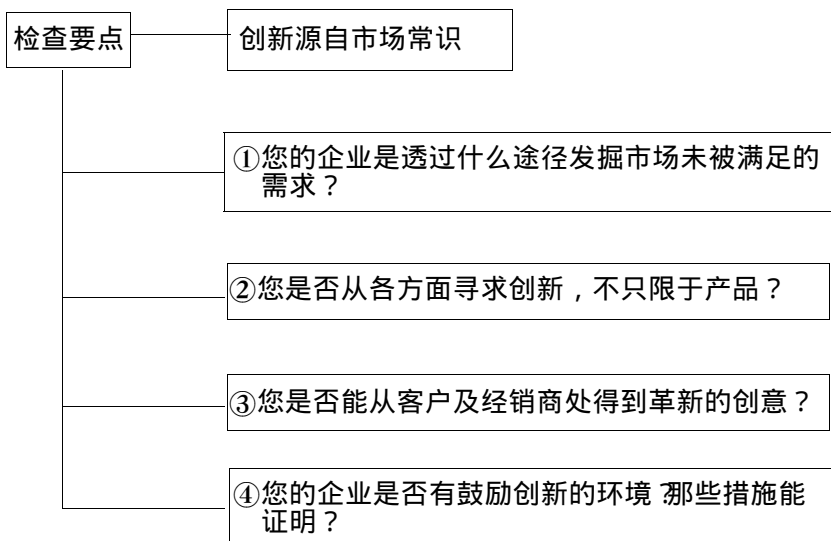 检查要点
创新源自市场常识
①您的企业是透过什么途径发掘市场未被满足的
需求？
②您是否从各方面寻求创新，不只限于产品？
③您是否能从客户及经销商处得到革新的创意？
④您的企业是否有鼓励创新的环境？那些措施能
证明？